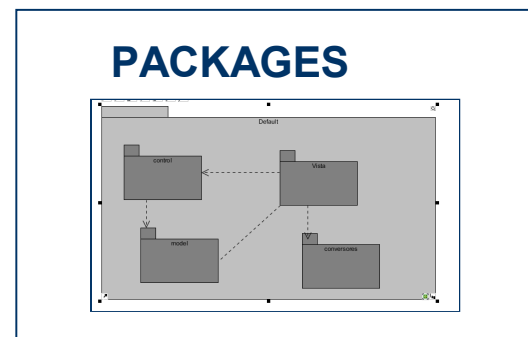 PACKAGES
Default
control
Vista
model
conversores